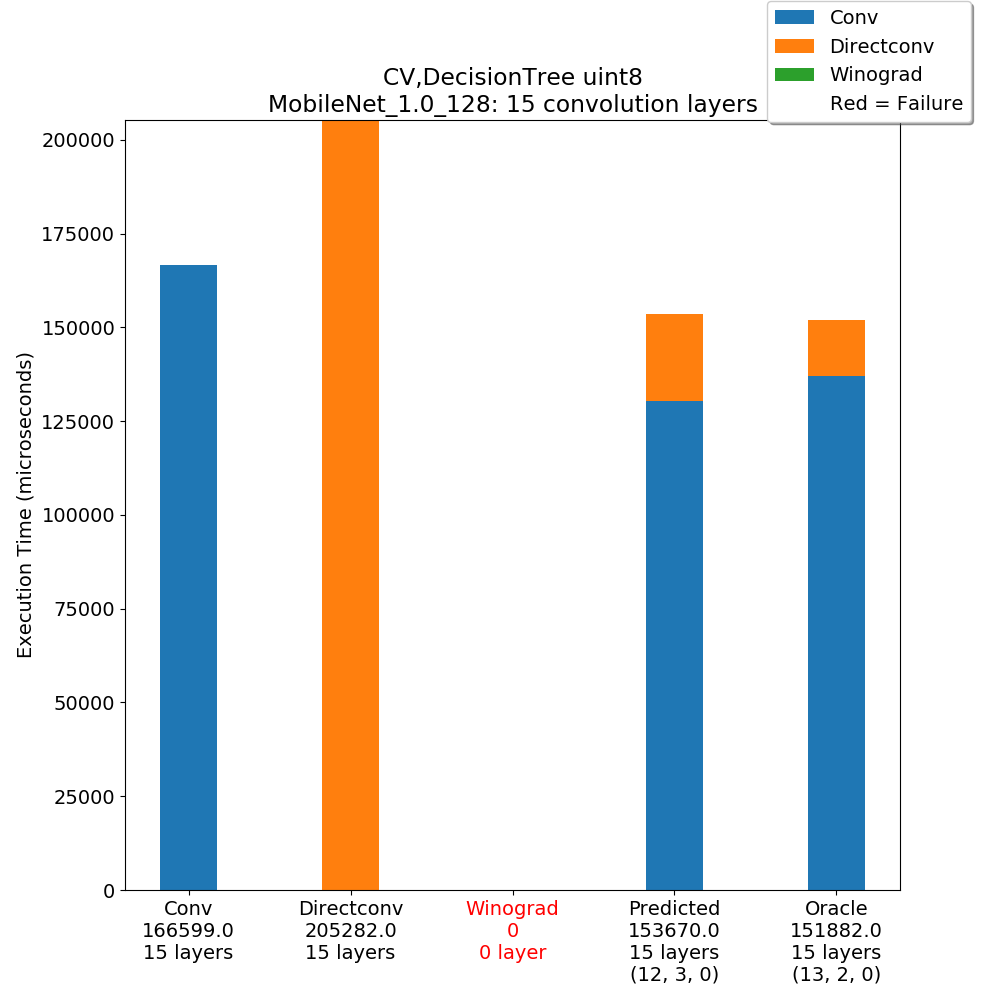 Conv
Directconv
Winograd
Red = Failure
CV,DecisionTree uint8
MobileNet_1.0_128: 15 convolution layers
Execution Time (microseconds)
200000
175000
150000
125000
100000
75000
50000
25000
0
Conv
166599.0
15 layers
Directconv
205282.0
15 layers
Winograd
0
0 layer
Predicted
153670.0
15 layers
(12, 3, 0)
Oracle
151882.0
15 layers
(13, 2, 0)